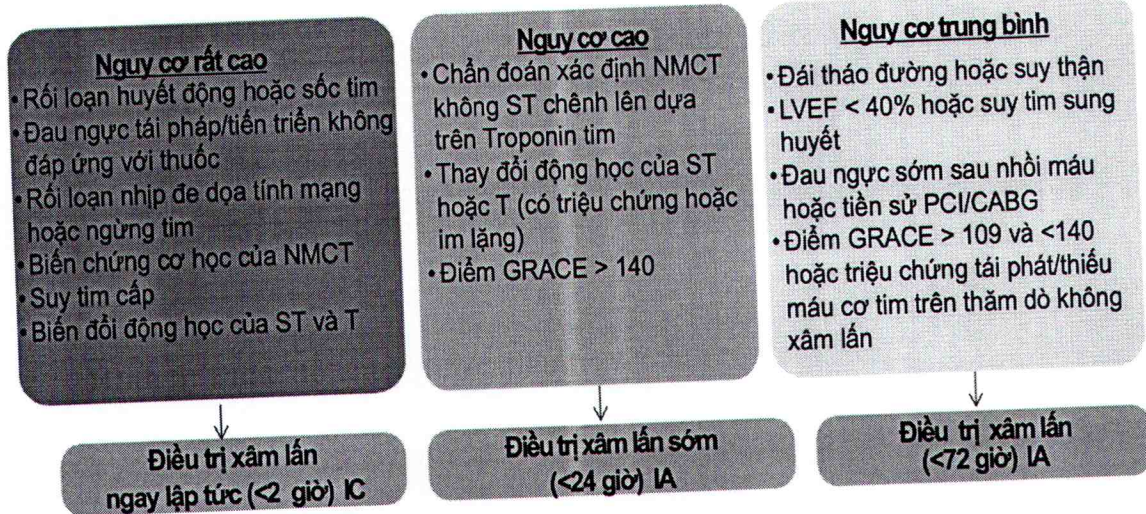 Nguy cơ rất cao
• Rối loạn huyết động hoặc sốc tim
• Đau ngực tái pháp/tiến triển không
đáp ứng với thuốc
• Rối loạn nhịp đe dọa tính mạng
hoặc ngừng tim
• Biến chứng cơ học của NMCT
• Suy tim cấp
• Biến đổi động học của ST và T
Điều trị xâm lấn
ngay lập tức (<2 giờ) IC
Nguy cơ cao
• Chẩn đoán xác định NMCT
không ST chênh lên dựa
trên Troponin tim
• Thay đổi động học của ST
hoặc T (có triệu chứng hoặc
im lặng)
• Điểm GRACE > 140
Điều trị xâm lấn sớm
(<24 giờ) IA
Nguy cơ trung bình
• Đái tháo đường hoặc suy thận
• LVEF < 40% hoặc suy tim sung
huyết
• Đau ngực sớm sau nhồi máu
hoặc tiền sử PCI/CABG
• Điểm GRACE > 109 và <140
hoặc triệu chứng tái phát/thiếu
máu cơ tim trên thăm dò không
xâm lấn
Điều trị xâm lấn
(<72 giờ) IA